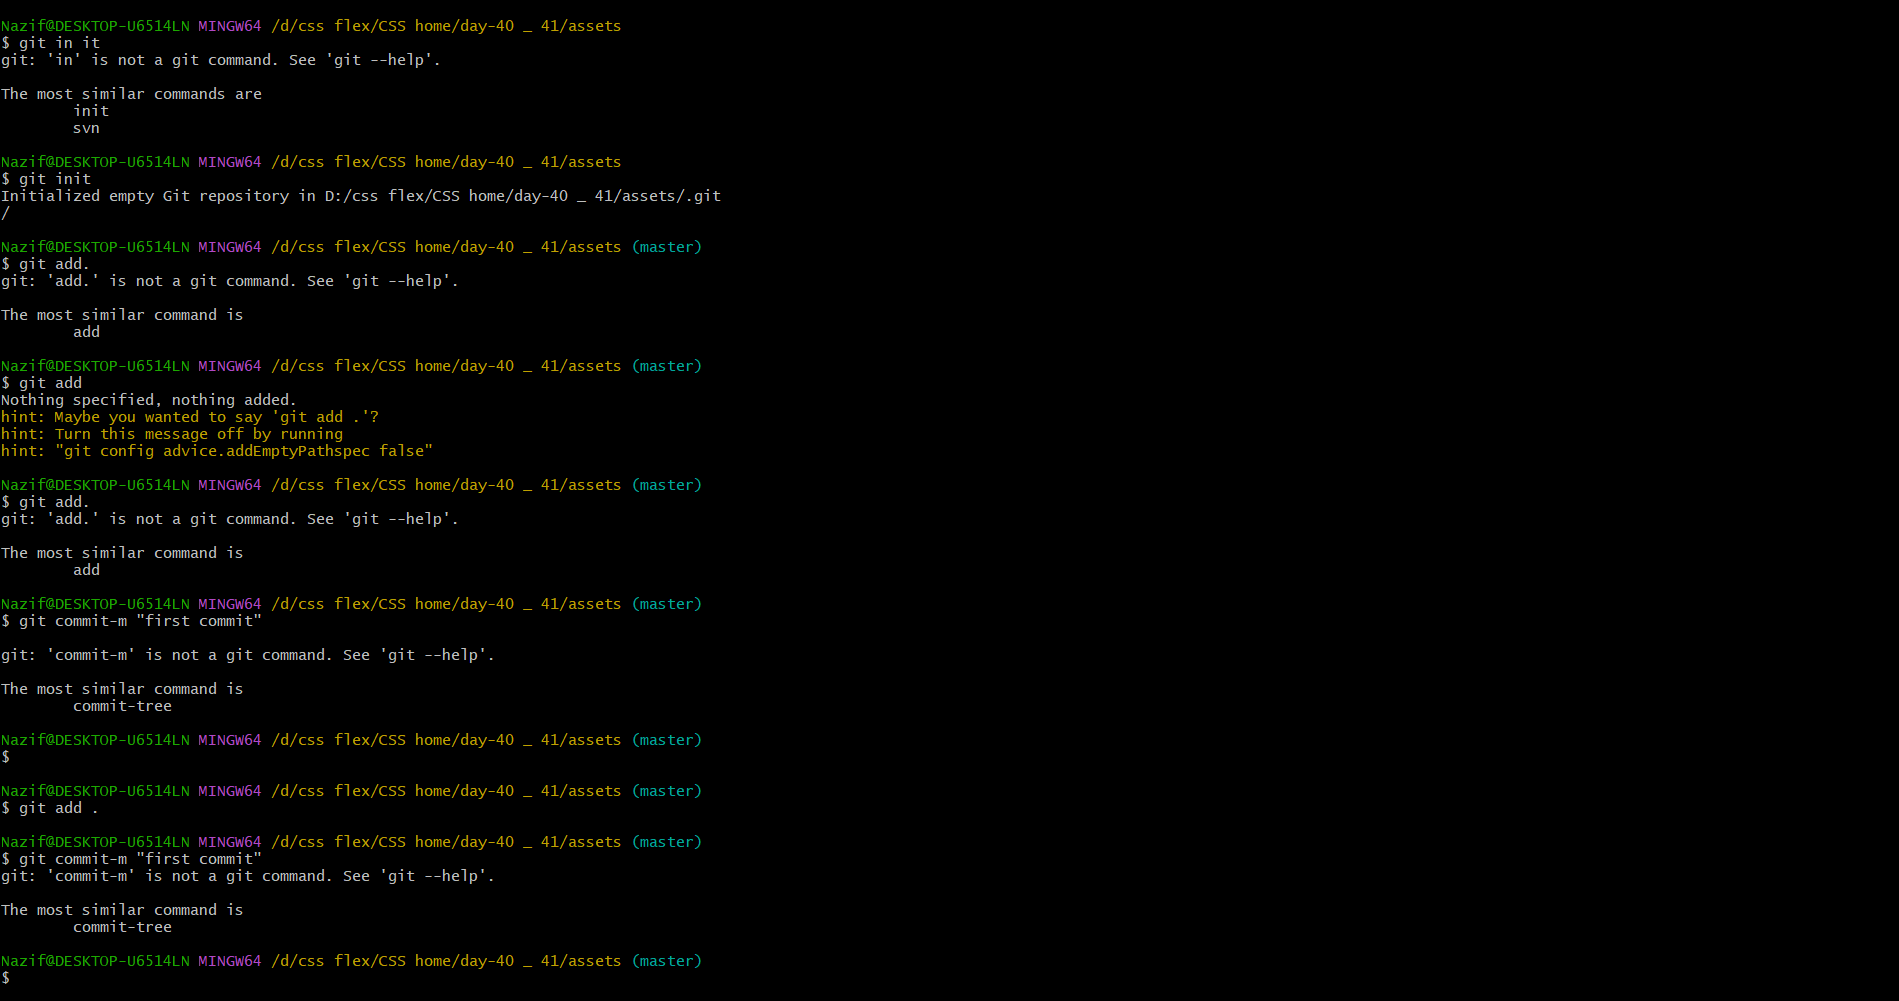 Nazif@DESKTOP-U6514LN MINGW64 /d/css flex/CSS home/day-40 _ 41/assets
$ git in it
git: 'in' is not a git command. See 'git --help'.
The most similar commands are
init
svn
Nazif@DESKTOP-U6514LN MINGW64 /d/css flex/CSS home/day-40 _ 41/assets
$ git init
Initialized empty Git repository in D:/css flex/CSS home/day-40 _ 41/assets/.git
/
Nazif@DESKTOP-U6514LN MINGW64 /d/css flex/CSS home/day-40 _ 41/assets (master)
$ git add.
git: 'add.' is not a git command. See 'git --help'.
The most similar command is
add
Nazif@DESKTOP-U6514LN MINGW64 /d/css flex/CSS home/day-40 _ 41/assets (master)
$ git add
Nothing specified, nothing added.
hint: Maybe you wanted to say 'git add .'?
hint: Turn this message off by running
hint: "git config advice.addEmptyPathspec false"
Nazif@DESKTOP-U6514LN MINGW64 /d/css flex/CSS home/day-40 _ 41/assets (master)
$ git add.
git: 'add.' is not a git command. See 'git --help'.
The most similar command is
add
Nazif@DESKTOP-U6514LN MINGW64 /d/css flex/CSS home/day-40 _ 41/assets (master)
$ git commit-m "first commit"
git: 'commit-m' is not a git command. See 'git --help'.
The most similar command is
commit-tree
Nazif@DESKTOP-U6514LN MINGW64 /d/css flex/CSS home/day-40 _ 41/assets (master)
$
Nazif@DESKTOP-U6514LN MINGW64 /d/css flex/CSS home/day-40 _ 41/assets (master)
$ git add .
Nazif@DESKTOP-U6514LN MINGW64 /d/css flex/CSS home/day-40 _ 41/assets (master)
$ git commit-m "first commit"
git: 'commit-m' is not a git command. See 'git --help'.
The most similar command is
commit-tree
Nazif@DESKTOP-U6514LN MINGW64 /d/css flex/CSS home/day-40 _ 41/assets (master)
$